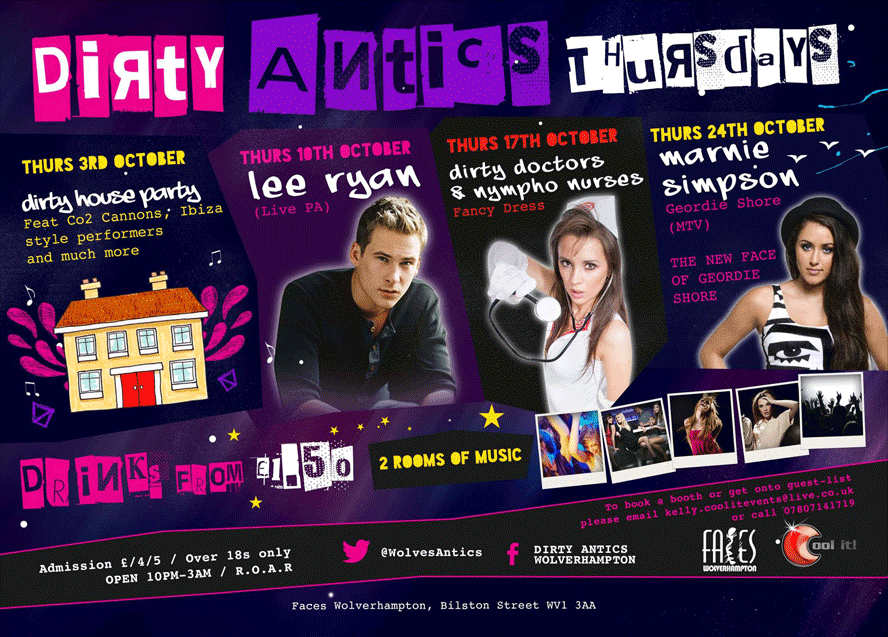 DiRty Antics Thursdays
THURS 3RD OCTOBER
dirty house party
Feat Co2 Cannons, Ibiza
style performers
and much more
THURS 10TH OCTOBER
lee ryan
(Live PA)
THURS 17TH OCTOBER
dirty doctors
& nympho nurses
Fancy Dress
THURS 24TH OCTOBER
marnie
simpson
Geordie Shore
(MTV)
THE NEW FACE
OF GEORDIE
SHORE
DRiNKs FROM £1.50
2 ROOMS OF MUSIC
To book a booth or get onto guest-list
please email kelly.coolitevents@live.co.uk
or call 07807141719
Admission £/4/5 / Over 18s only
OPEN 10PM-3AM / R.O.A.R
@WolvesAntics
DIRTY ANTICS
WOLVERHAMPTON
FACES
WOLVERHAMPTON
Cool it!
Faces Wolverhampton, Bilston Street WV1 3AA